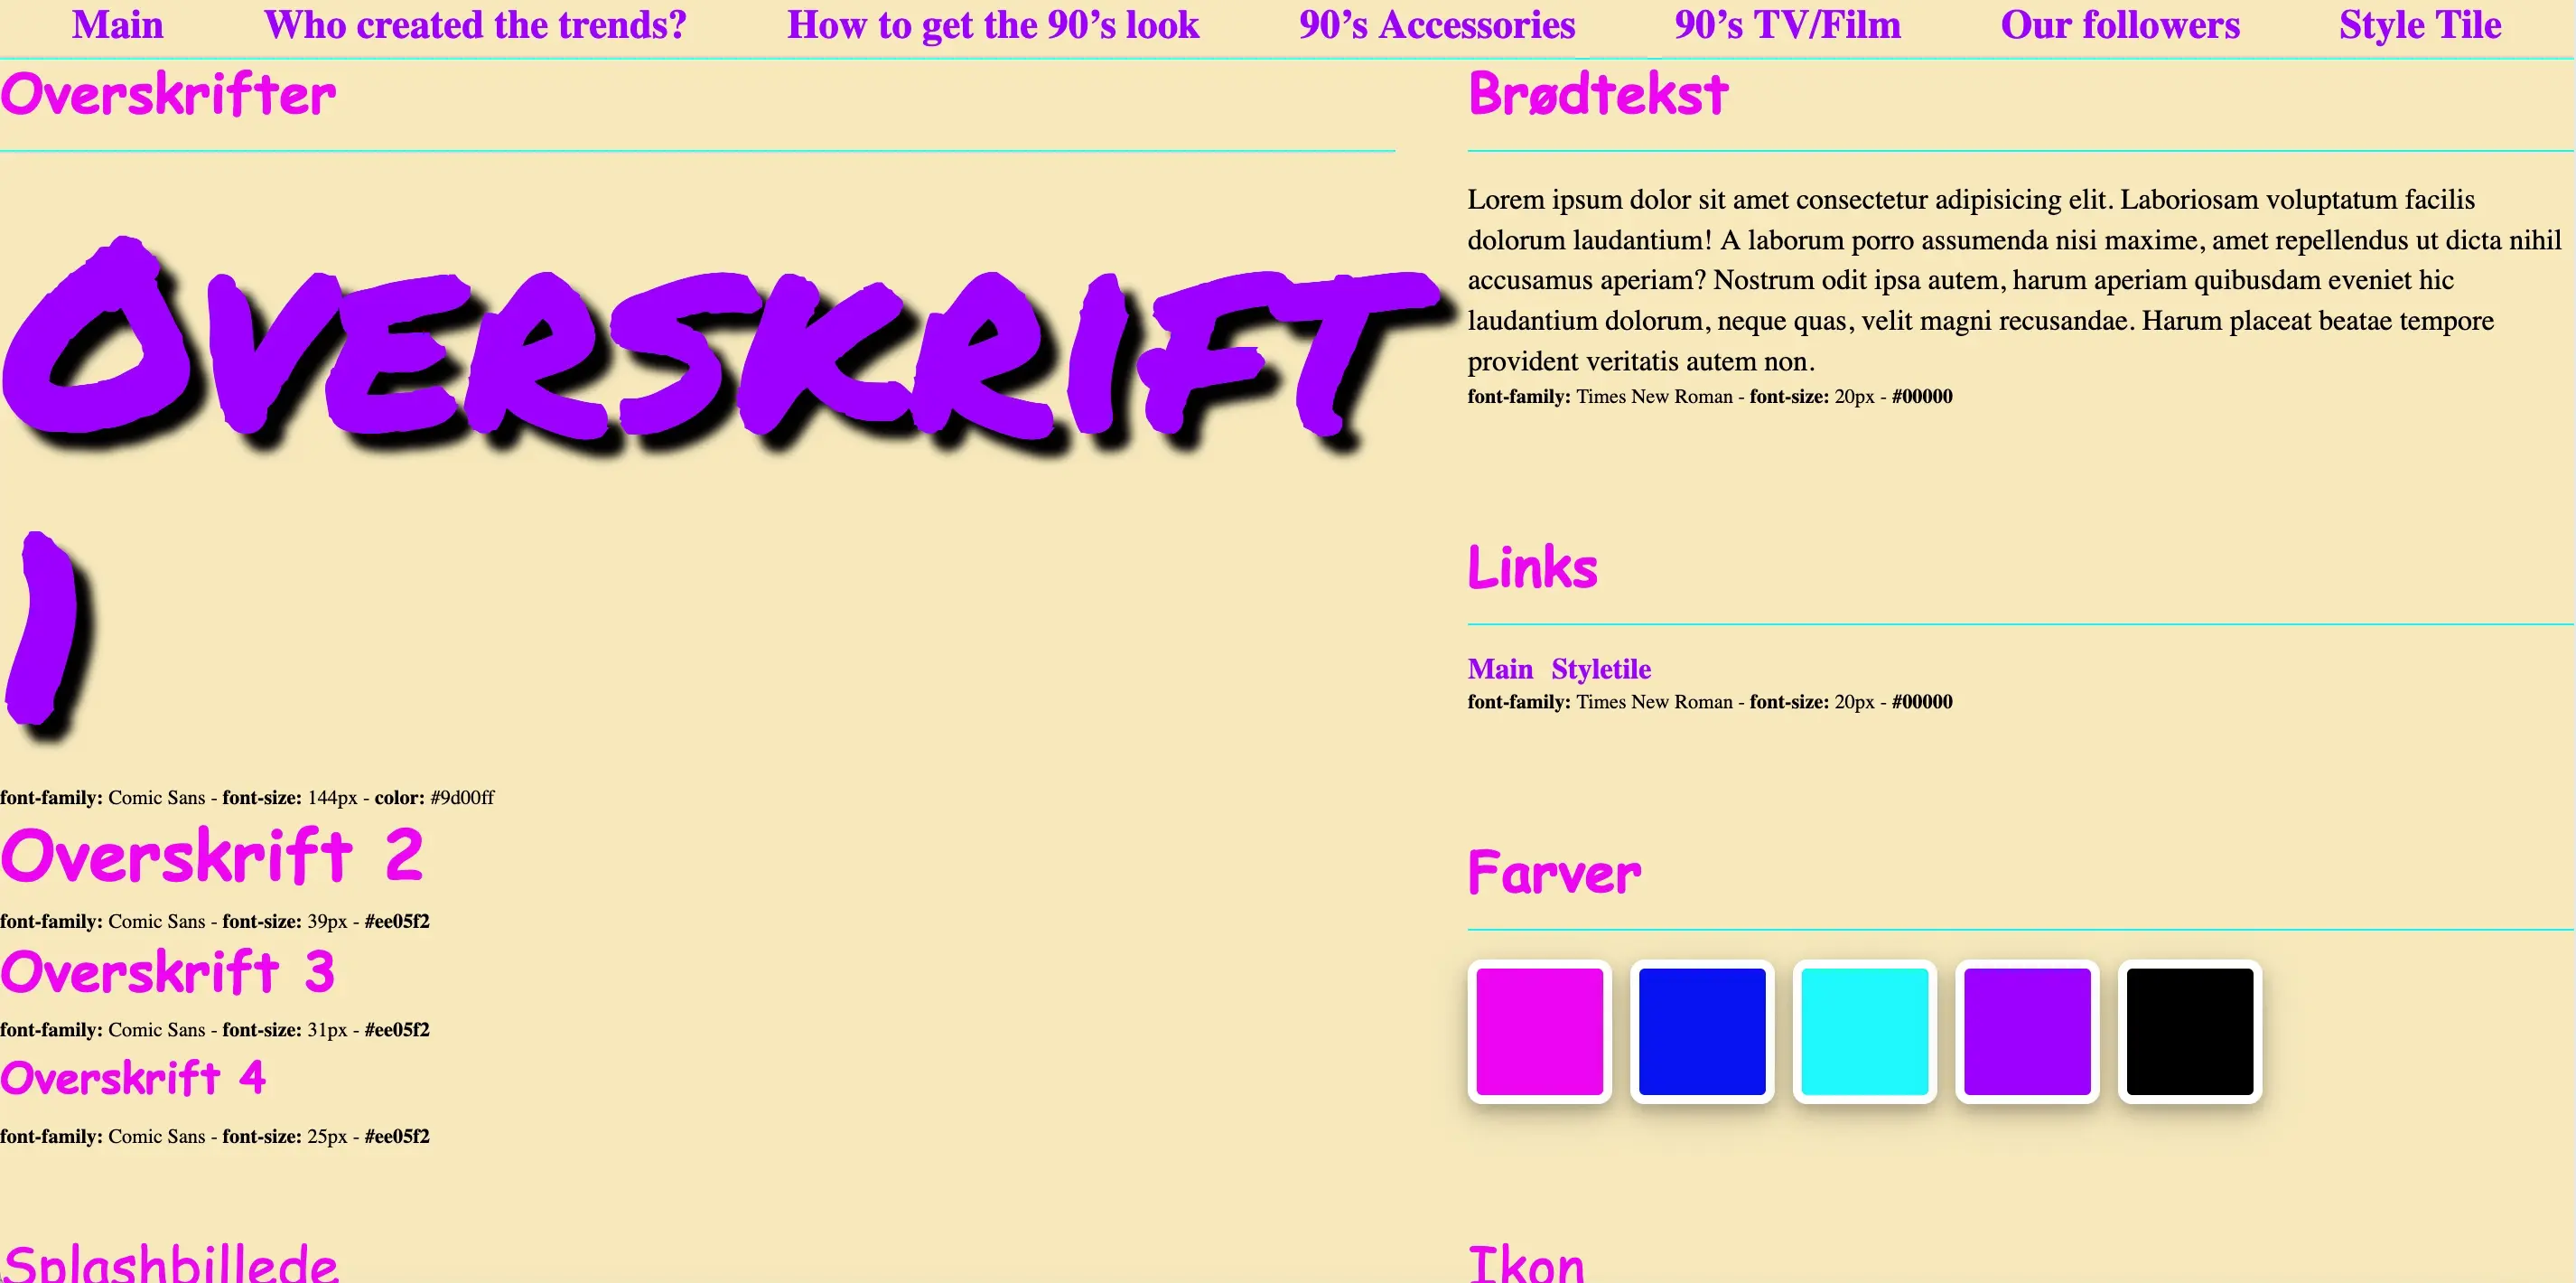 Main Who created the trends? How to get the 90’s look 90’s Accessories 90’s TV/Film Our followers Style Tile
Overskrifter
Overskrift
1
font-family: Comic Sans - font-size: 144px - color: #9d00ff
Overskrift 2
font-family: Comic Sans - font-size: 39px - #ee05f2
Overskrift 3
font-family: Comic Sans - font-size: 31px - #ee05f2
Overskrift 4
font-family: Comic Sans - font-size: 25px - #ee05f2
Splashbillede
Brødtekst
Lorem ipsum dolor sit amet consectetur adipisicing elit. Laboriosam voluptatum facilis
dolorum laudantium! A laborum porro assumenda nisi maxime, amet repellendus ut dicta nihil
accusamus aperiam? Nostrum odit ipsa autem, harum aperiam quibusdam eveniet hic
laudantium dolorum, neque quas, velit magni recusandae. Harum placeat beatae tempore
provident veritatis autem non.
font-family: Times New Roman - font-size: 20px - #00000
Links
Main Styletile
font-family: Times New Roman - font-size: 20px - #00000
Farver
Ikon